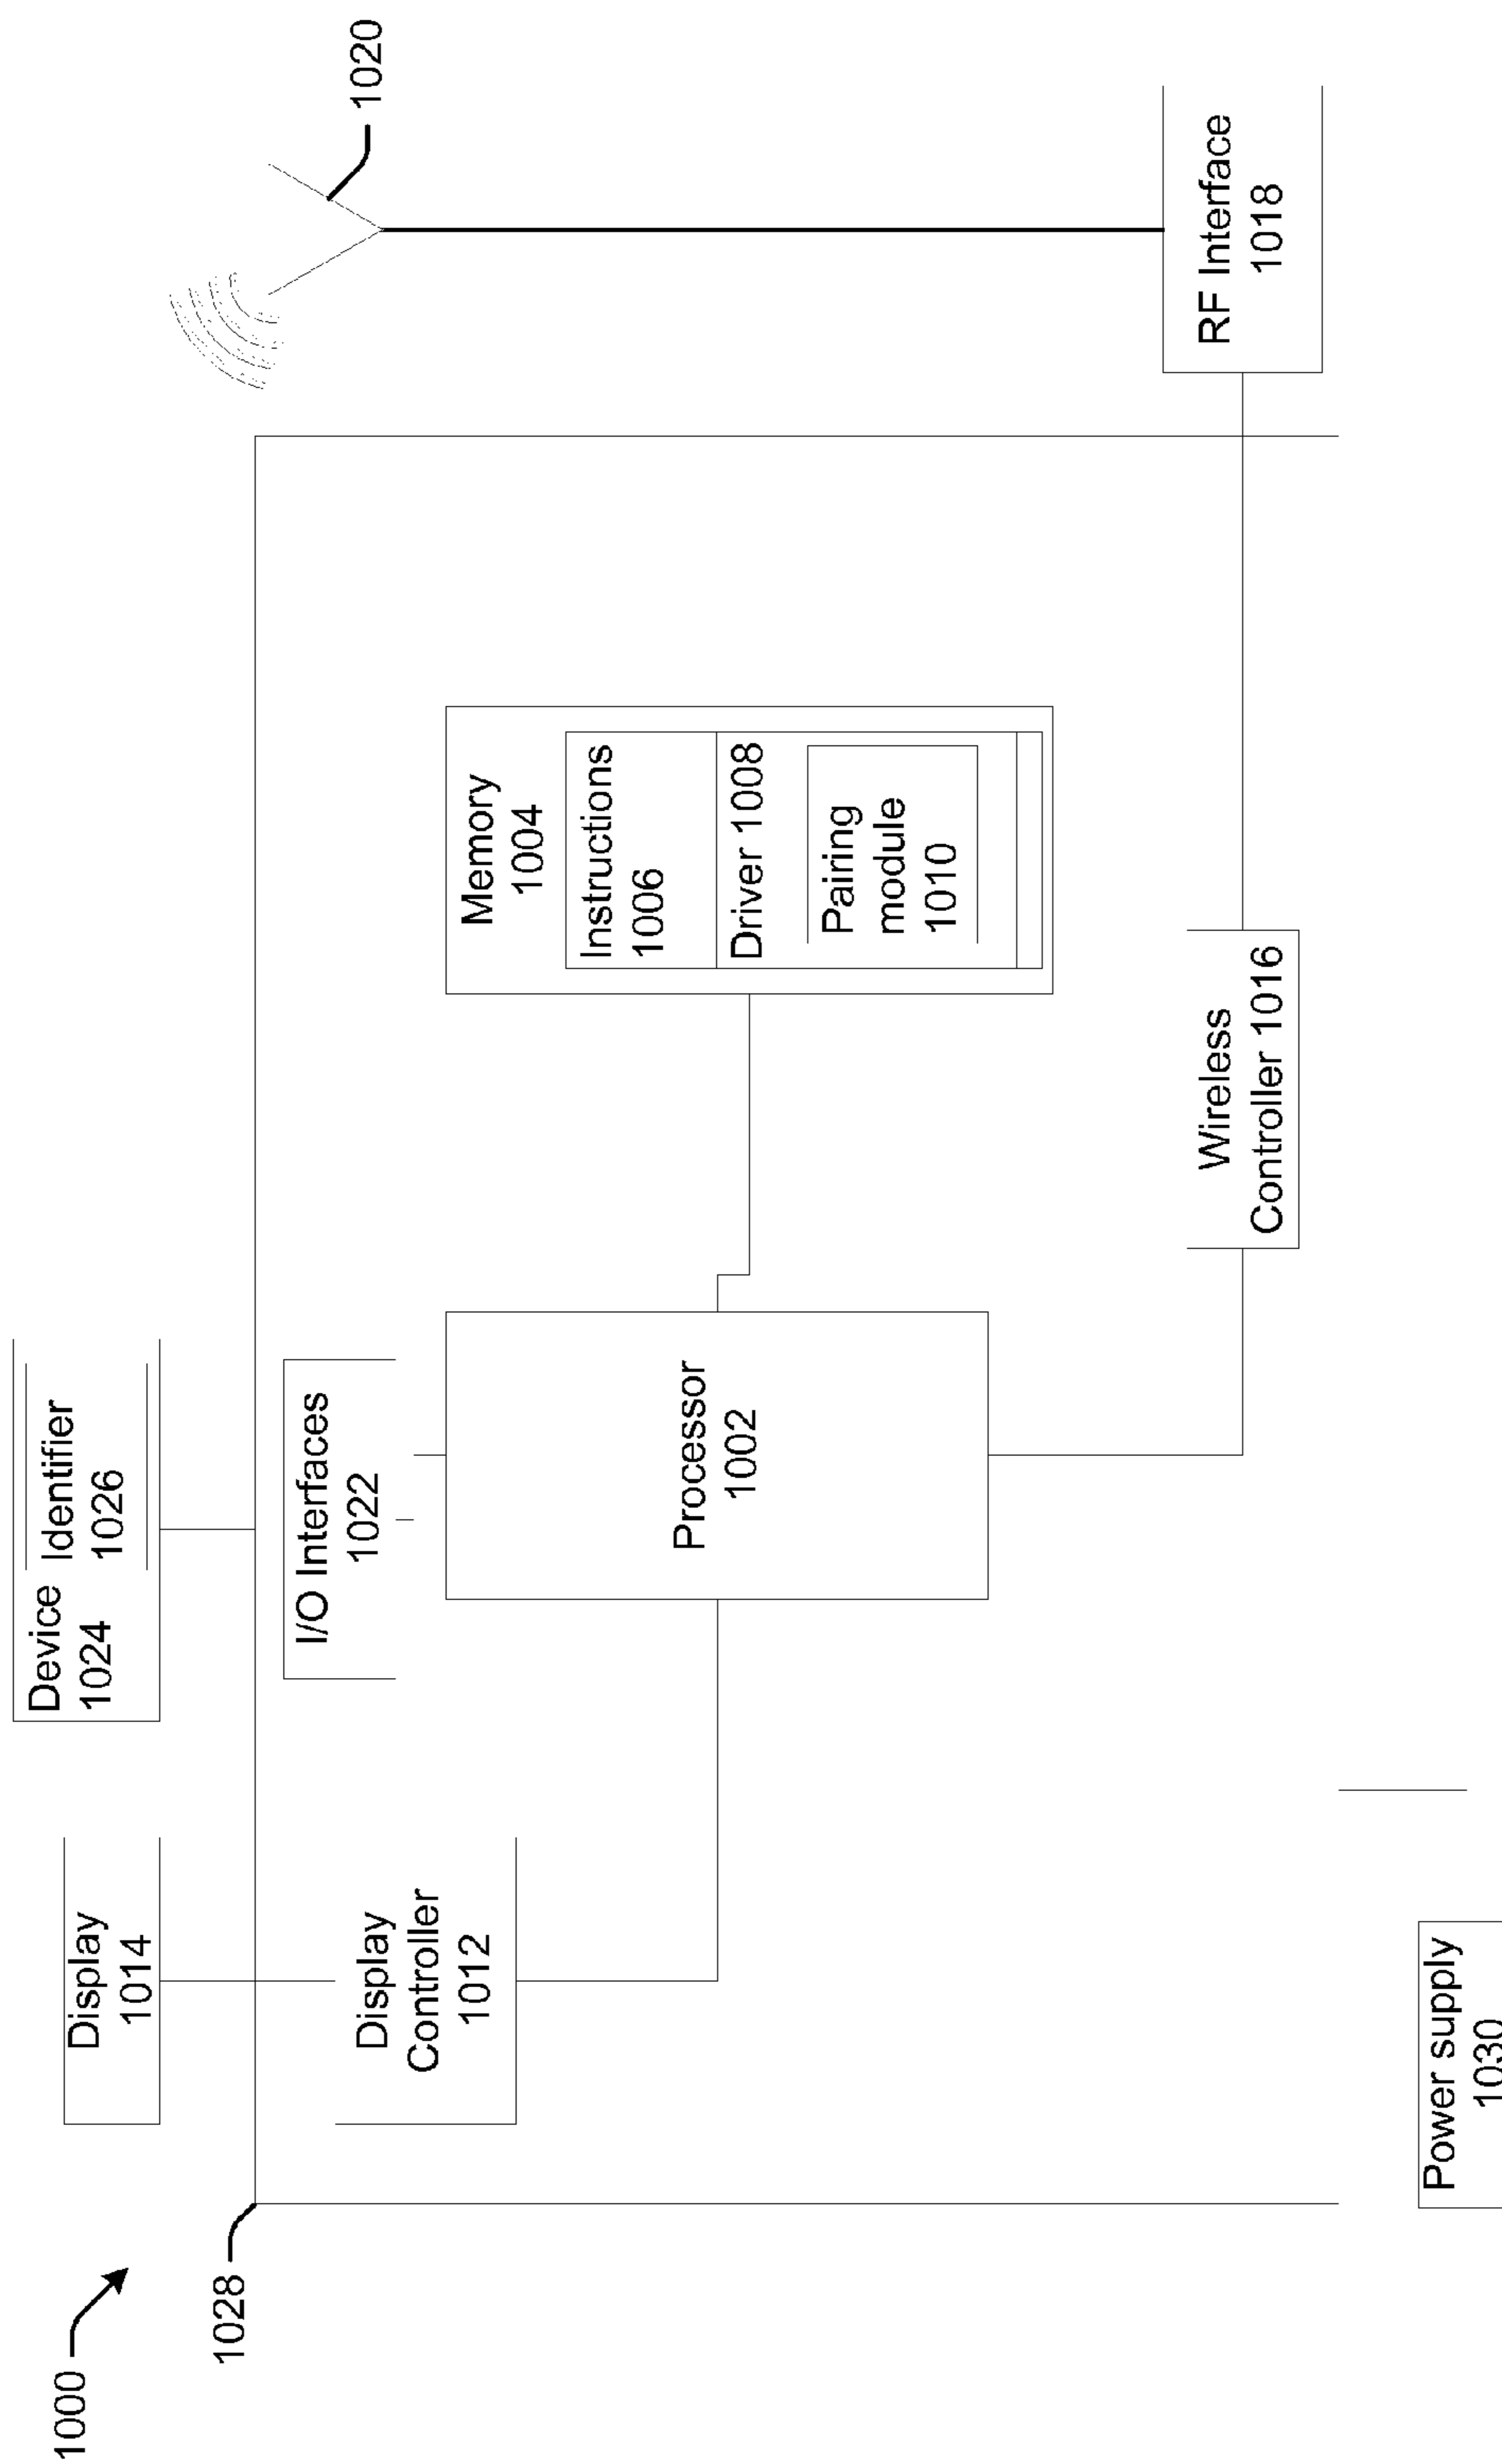 1000
1028
Display
1014
Device
1024
Identifier
1026
1020
Display
Controller
1012
I/O Interfaces
1022
Processor
1002
Memory
1004
Instructions
1006
Driver 1008
Pairing
module
1010
Wireless
Controller 1016
RF Interface
1018
Power supply
1030